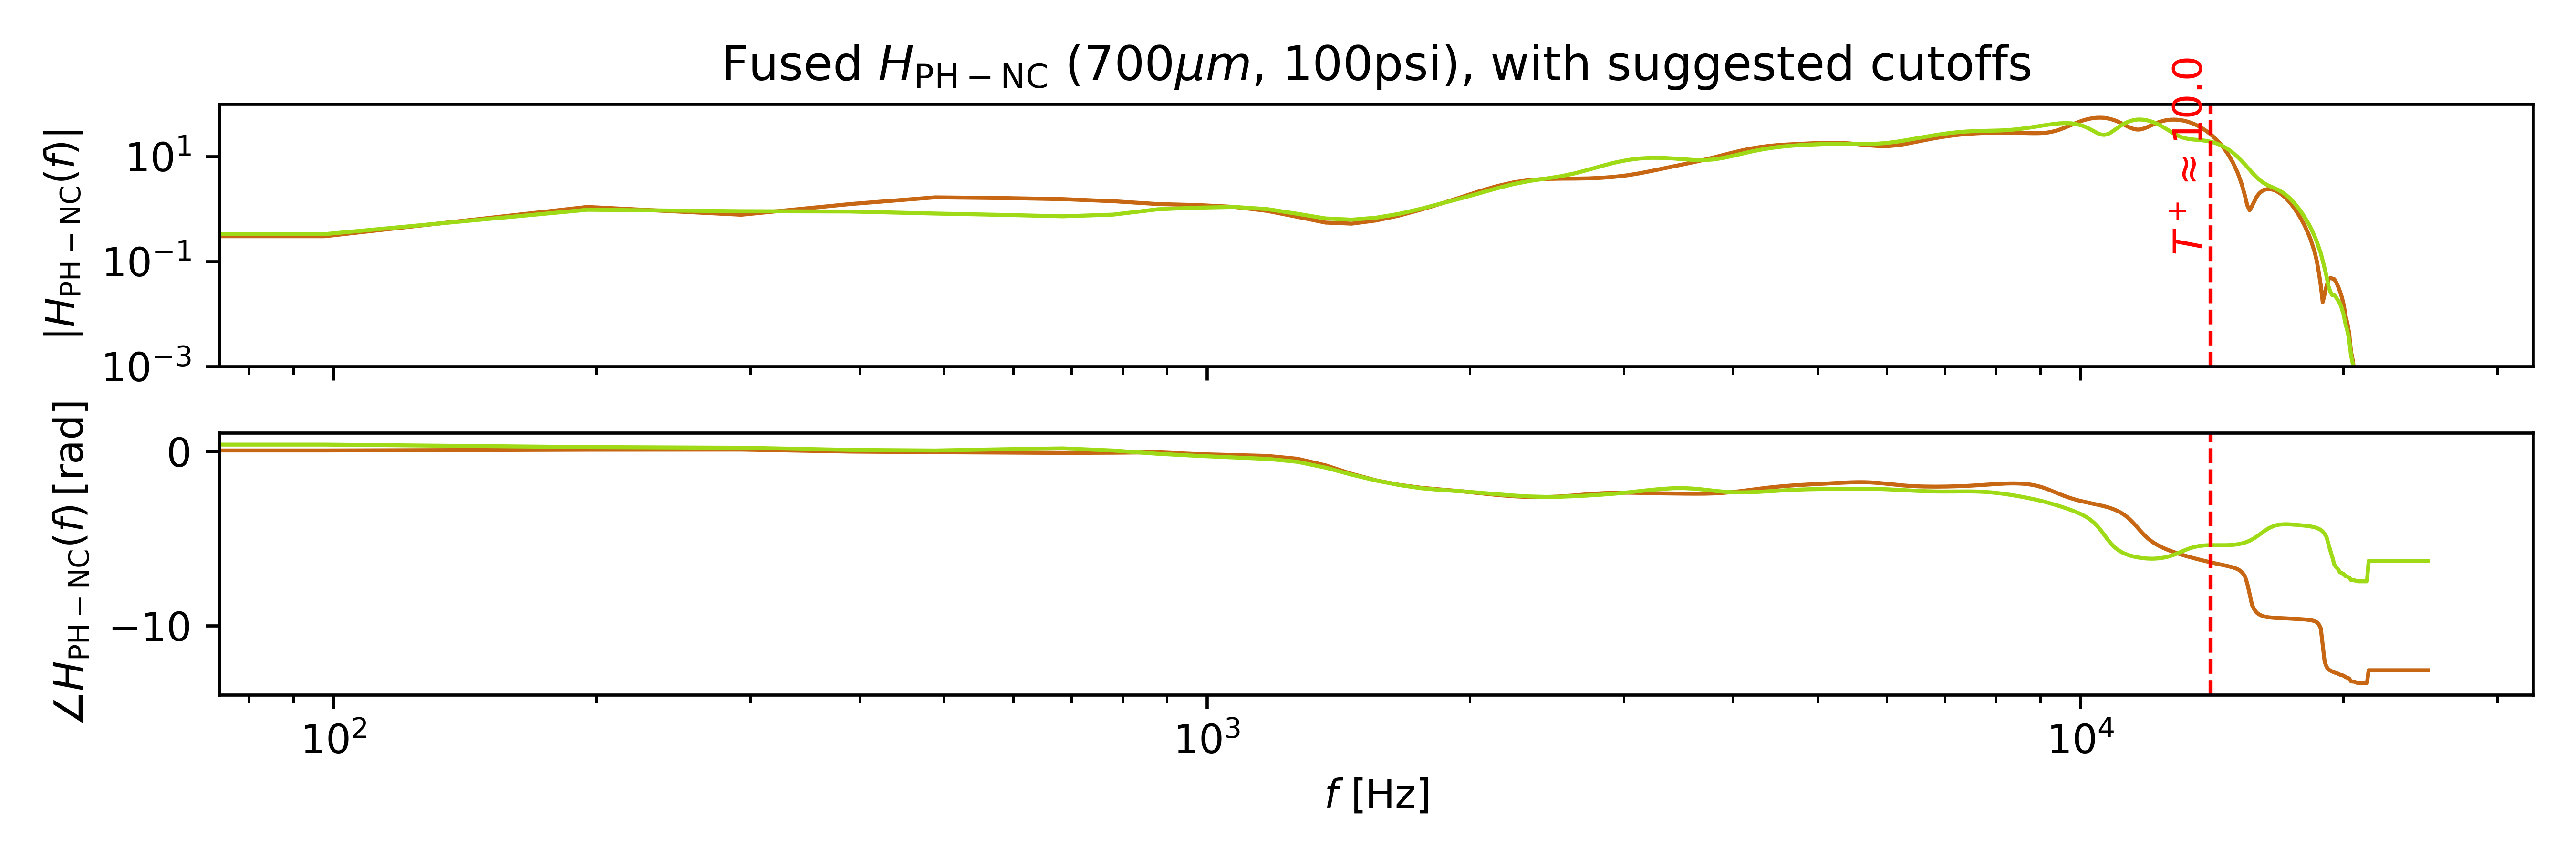 Fused H_PH−NC (700μm, 100psi), with suggested cutoffs
|H_PH−NC(f)|
10¹
10⁻¹
10⁻³
T⁺ ≈ 10.0
∠H_PH−NC(f) [rad]
0
−10
10² 10³ 10⁴
f [Hz]